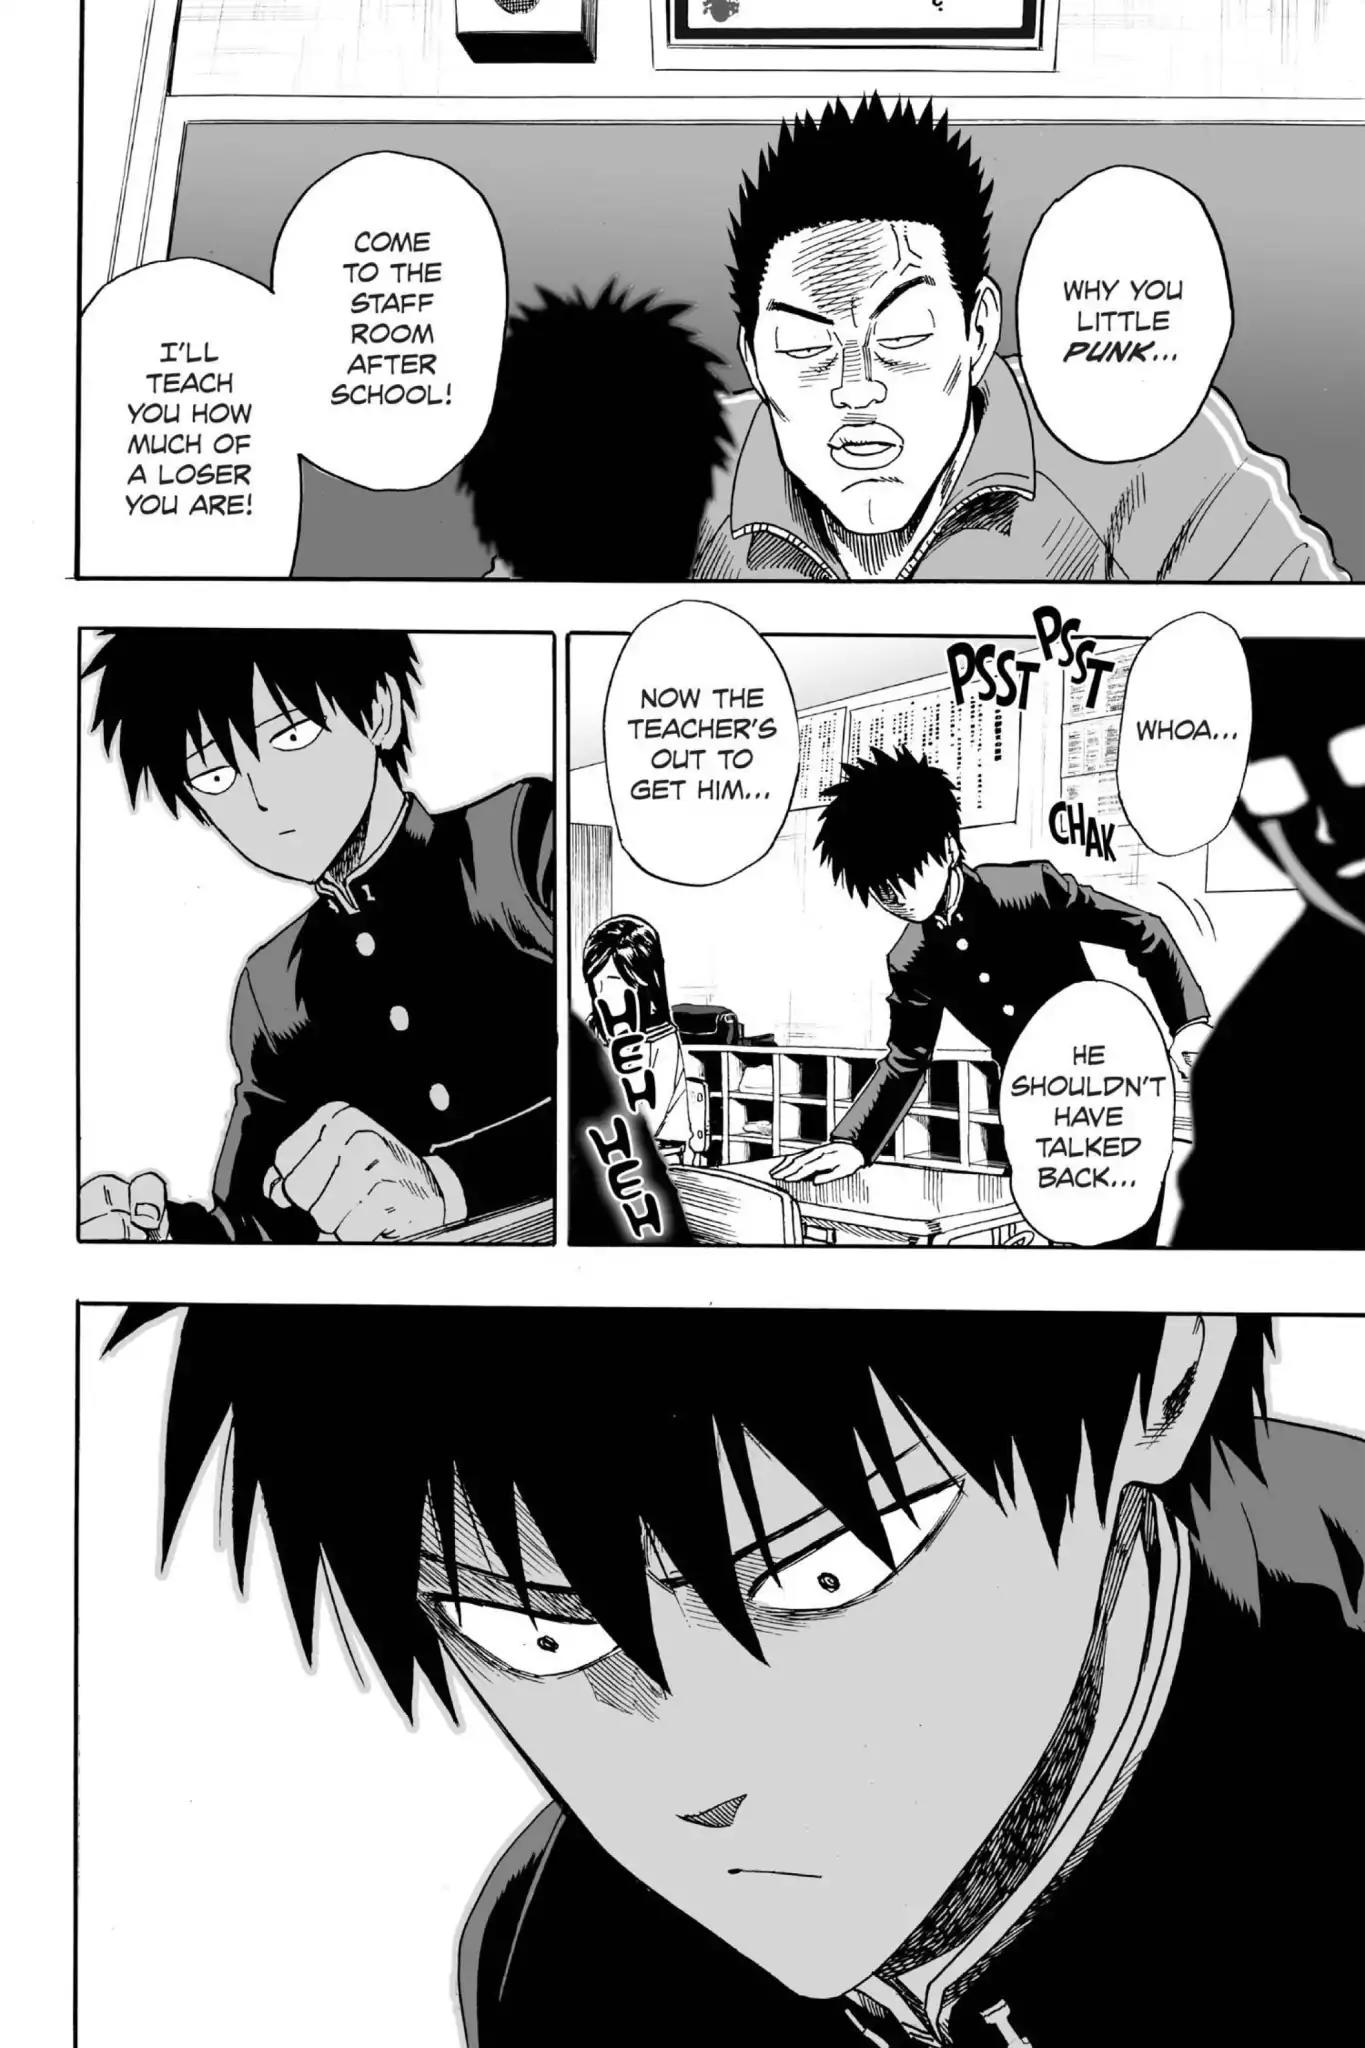 WHY YOU
LITTLE
PUNK...
COME
TO THE
STAFF
ROOM
AFTER
SCHOOL!
I'LL
TEACH
YOU HOW
MUCH OF
A LOSER
YOU ARE!
WHOA...
PSST
PSST
CHAK
HE
SHOULDN'T
HAVE
TALKED
BACK...
NOW THE
TEACHER'S
OUT TO
GET HIM...
HEH
HEH